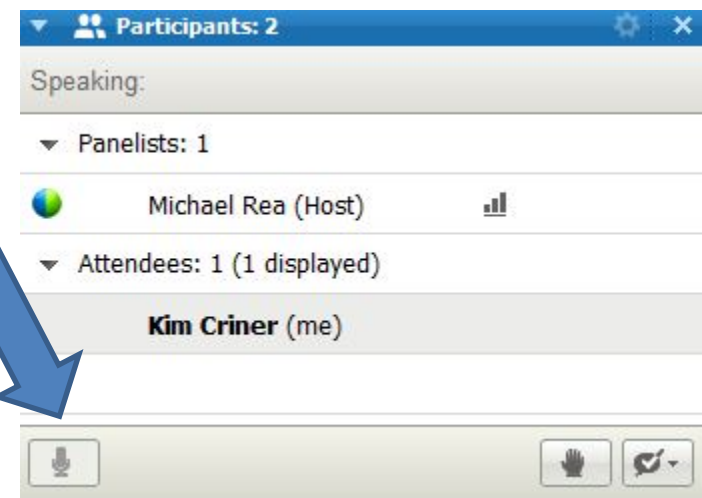 Participants: 2
Speaking:
Panelists: 1
Michael Rea (Host)
Attendees: 1 (1 displayed)
Kim Criner (me)